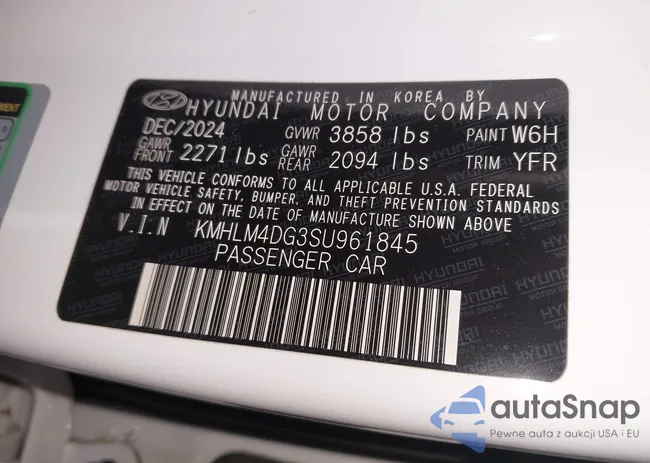 MANUFACTURED IN KOREA BY
HYUNDAI MOTOR COMPANY
DEC/2024 GVWR 3858 lbs PAINT W6H
GAWR FRONT 2271 lbs GAWR REAR 2094 lbs TRIM YFR
THIS VEHICLE CONFORMS TO ALL APPLICABLE U.S.A. FEDERAL
MOTOR VEHICLE SAFETY, BUMPER, AND THEFT PREVENTION STANDARDS
IN EFFECT ON THE DATE OF MANUFACTURE SHOWN ABOVE
V.I.N KMHLM4DG3SU961845
PASSENGER CAR
autaSnap
Pewne auta z aukcji USA i EU